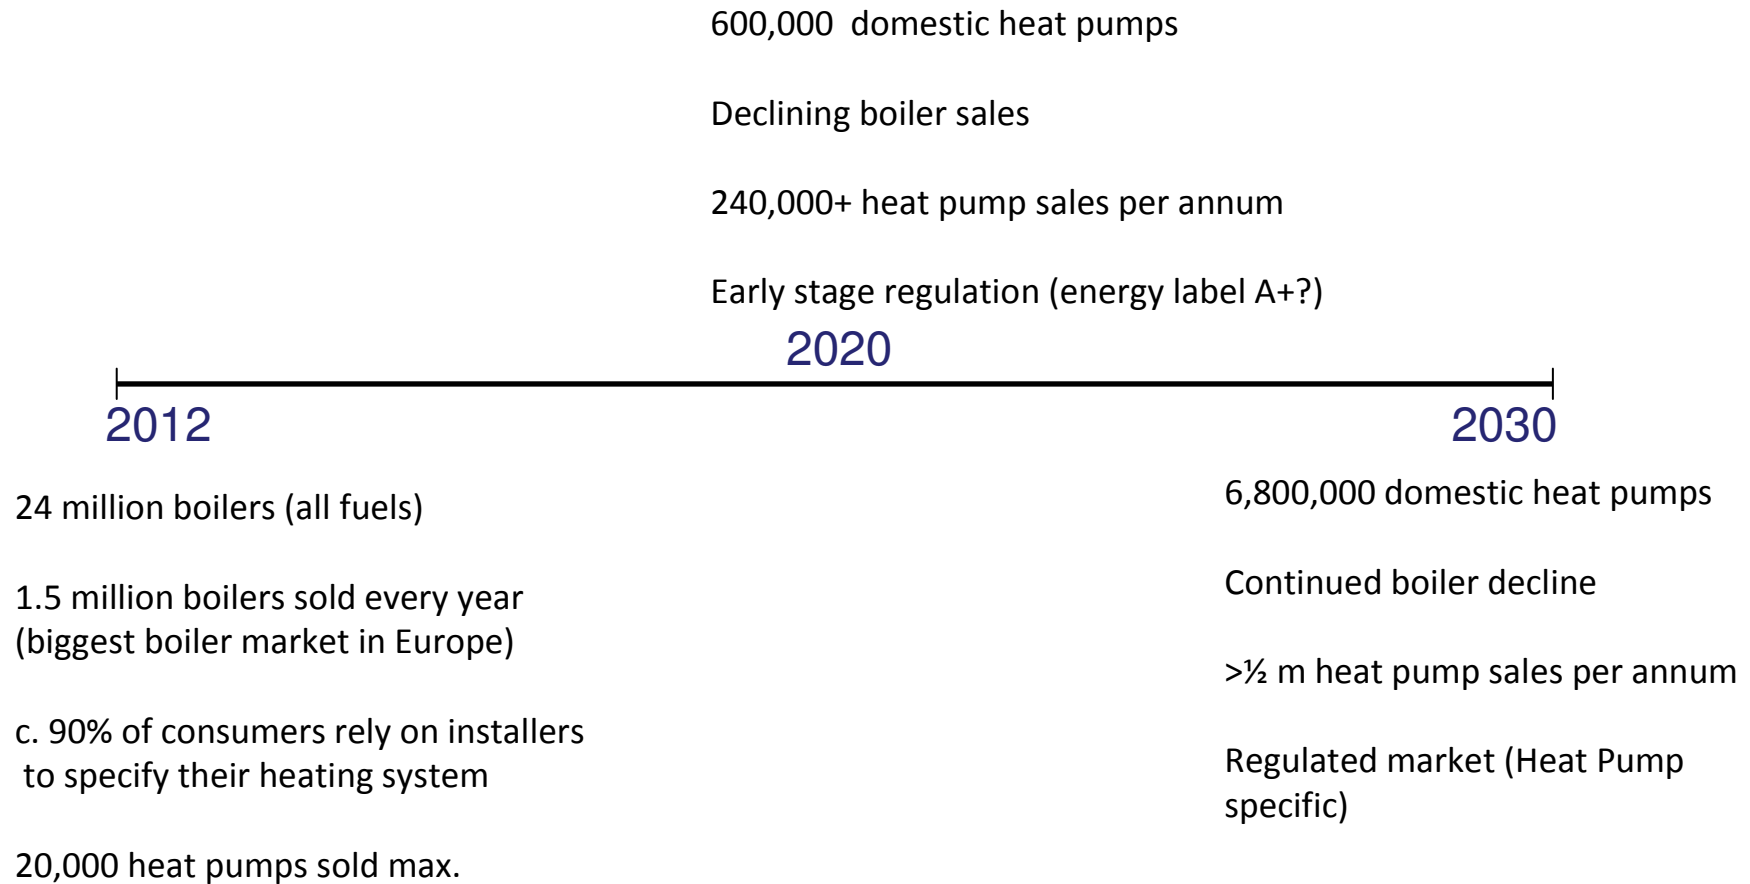 600,000  domestic heat pumps
Declining boiler sales
240,000+ heat pump sales per annum
Early stage regulation (energy label A+?)
2020
2012
2030
24 million boilers (all fuels)
1.5 million boilers sold every year
(biggest boiler market in Europe)
c. 90% of consumers rely on installers
to specify their heating system
20,000 heat pumps sold max.
6,800,000 domestic heat pumps
Continued boiler decline
>½ m heat pump sales per annum
Regulated market (Heat Pump
specific)